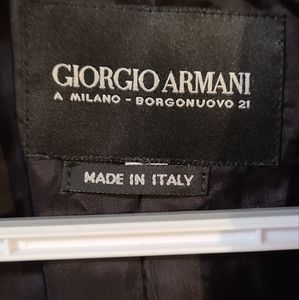 GIORGIO ARMANI
A MILANO - BORGONUOVO 21
MADE IN ITALY